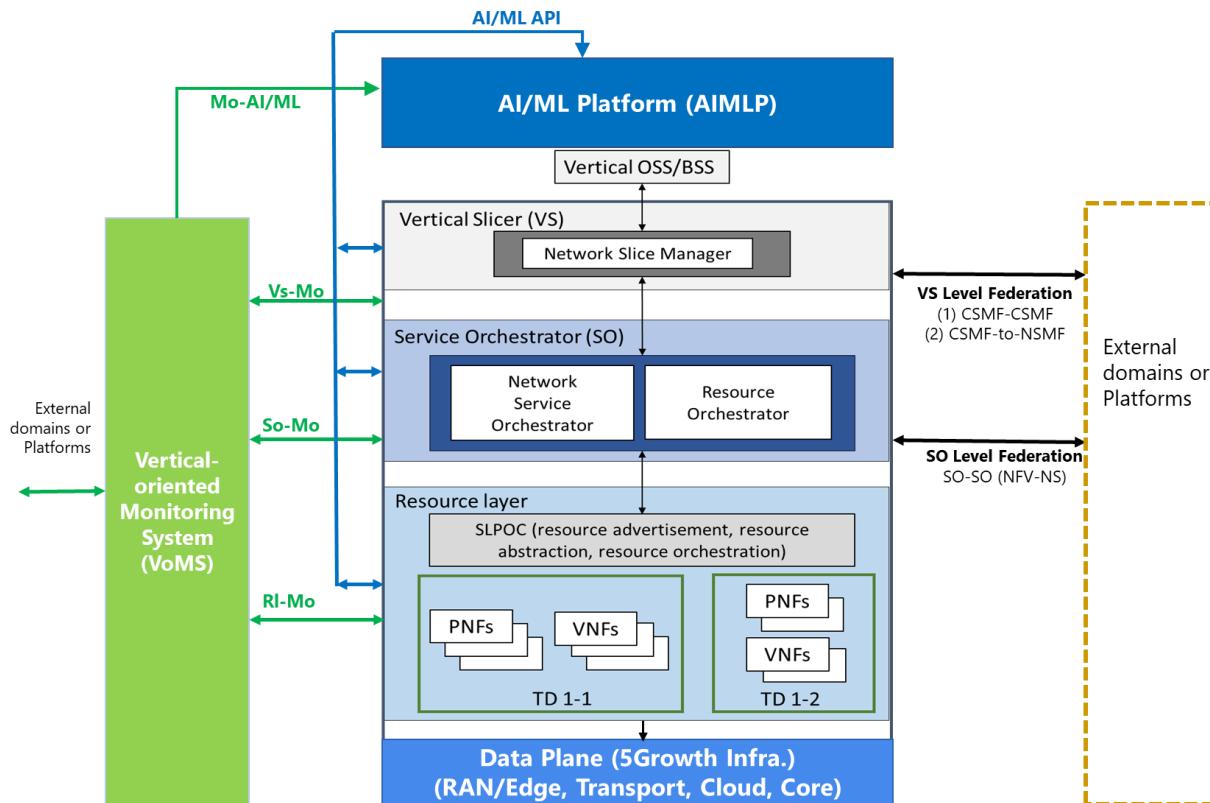 AI/ML API
AI/ML Platform (AIMLP)
Mo-AI/ML
Vertical OSS/BSS
Vertical Slicer (VS)
Network Slice Manager
Vs-Mo
VS Level Federation
(1) CSMF-CSMF
(2) CSMF-to-NSMF
Service Orchestrator (SO)
Network
Service
Orchestrator
Resource
Orchestrator
External
domains or
Platforms
External
domains or
Platforms
So-Mo
SO Level Federation
SO-SO (NFV-NS)
Vertical-
oriented
Monitoring
System
(VoMS)
Resource layer
SLPOC (resource advertisement, resource
abstraction, resource orchestration)
Rl-Mo
PNFs
VNFs
TD 1-1
PNFs
VNFs
TD 1-2
Data Plane (5Growth Infra.)
(RAN/Edge, Transport, Cloud, Core)